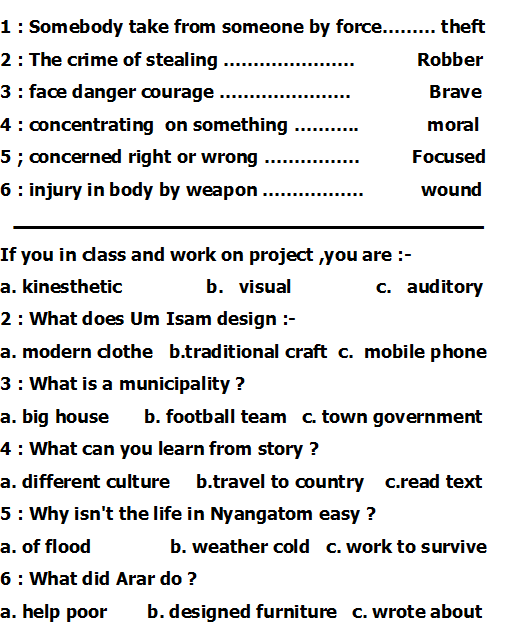 1 : Somebody take from someone by force......... theft
2 : The crime of stealing ...................... Robber
3 : face danger courage ...................... Brave
4 : concentrating on something ........... moral
5 ; concerned right or wrong ................ Focused
6 : injury in body by weapon ................. wound
If you in class and work on project ,you are :-
a. kinesthetic b. visual c. auditory
2 : What does Um Isam design :-
a. modern clothe b.traditional craft c. mobile phone
3 : What is a municipality ?
a. big house b. football team c. town government
4 : What can you learn from story ?
a. different culture b.travel to country c.read text
5 : Why isn't the life in Nyangatom easy ?
a. of flood b. weather cold c. work to survive
6 : What did Arar do ?
a. help poor b. designed furniture c. wrote about